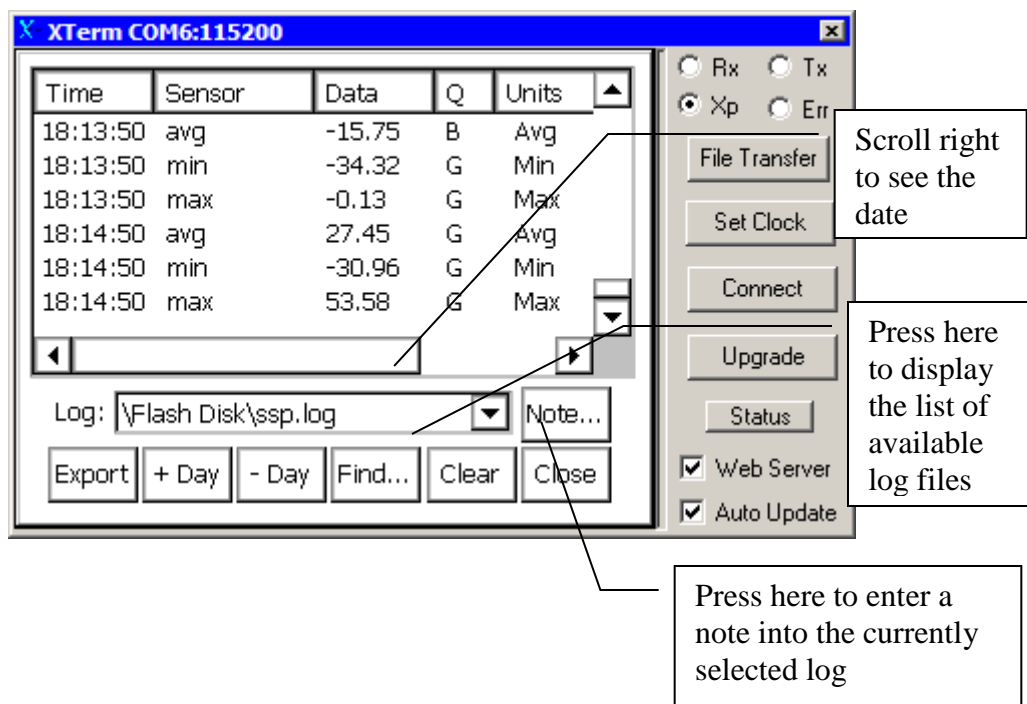 XTerm COM6:115200
Time Sensor Data Q Units
18:13:50 avg -15.75 B Avg
18:13:50 min -34.32 G Min
18:13:50 max -0.13 G Max
18:14:50 avg 27.45 G Avg
18:14:50 min -30.96 G Min
18:14:50 max 53.58 G Max
Log: \Flash Disk\ssp.log Note...
Export + Day - Day Find... Clear Close
Rx Tx
Xp Err
File Transfer
Set Clock
Connect
Upgrade
Status
Web Server
Auto Update
Scroll right
to see the
date
Press here
to display
the list of
available
log files
Press here to enter a
note into the currently
selected log